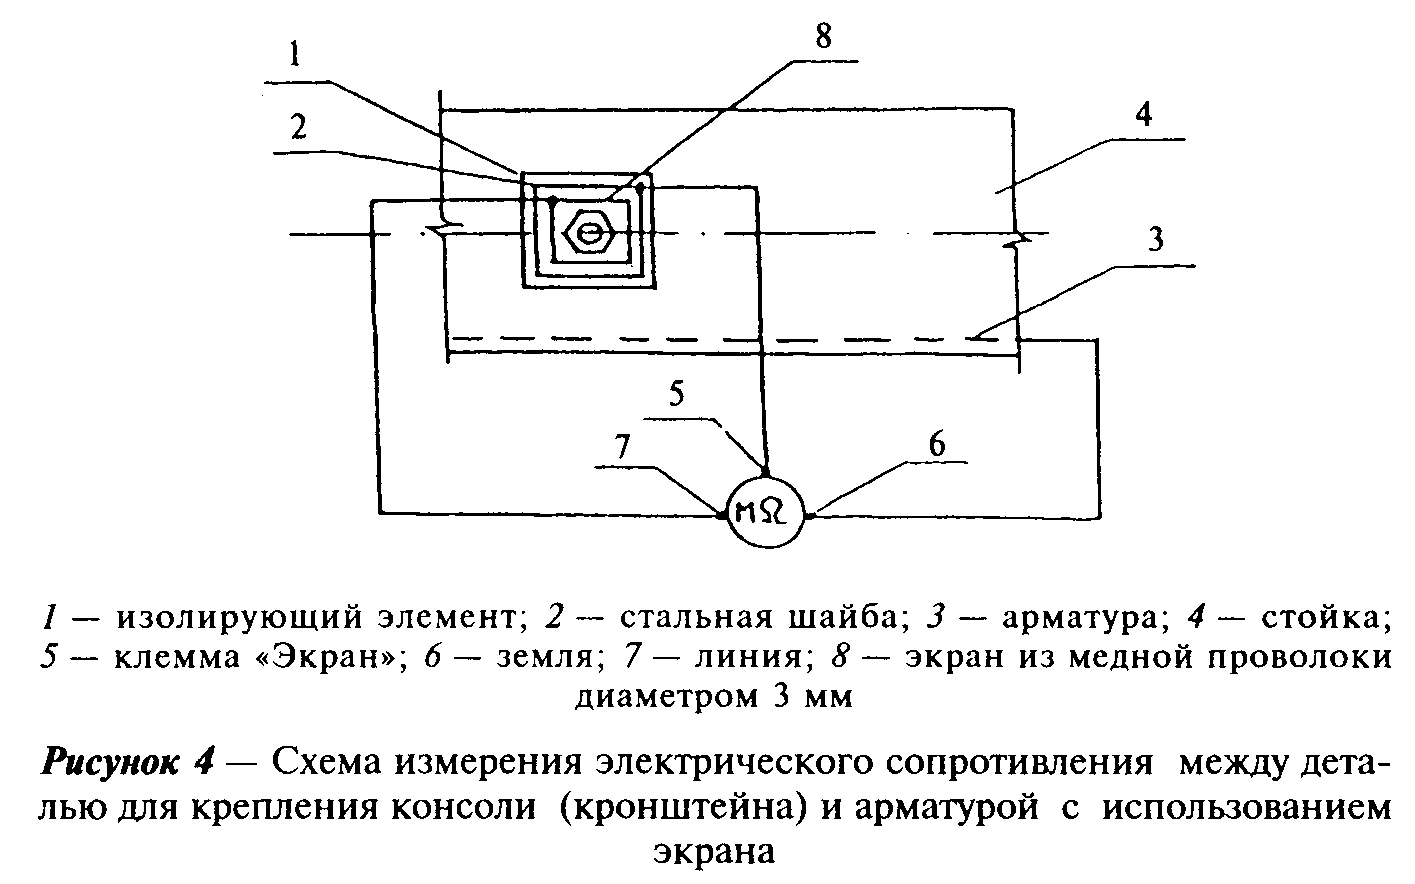 8
1
2
4
3
5
7
6
МΩ
1 — изолирующий элемент; 2 — стальная шайба; 3 — арматура; 4 — стойка;
5 — клемма «Экран»; 6 — земля; 7 — линия; 8 — экран из медной проволоки
диаметром 3 мм
Рисунок 4 — Схема измерения электрического сопротивления между дета-
лью для крепления консоли (кронштейна) и арматурой с использованием
экрана